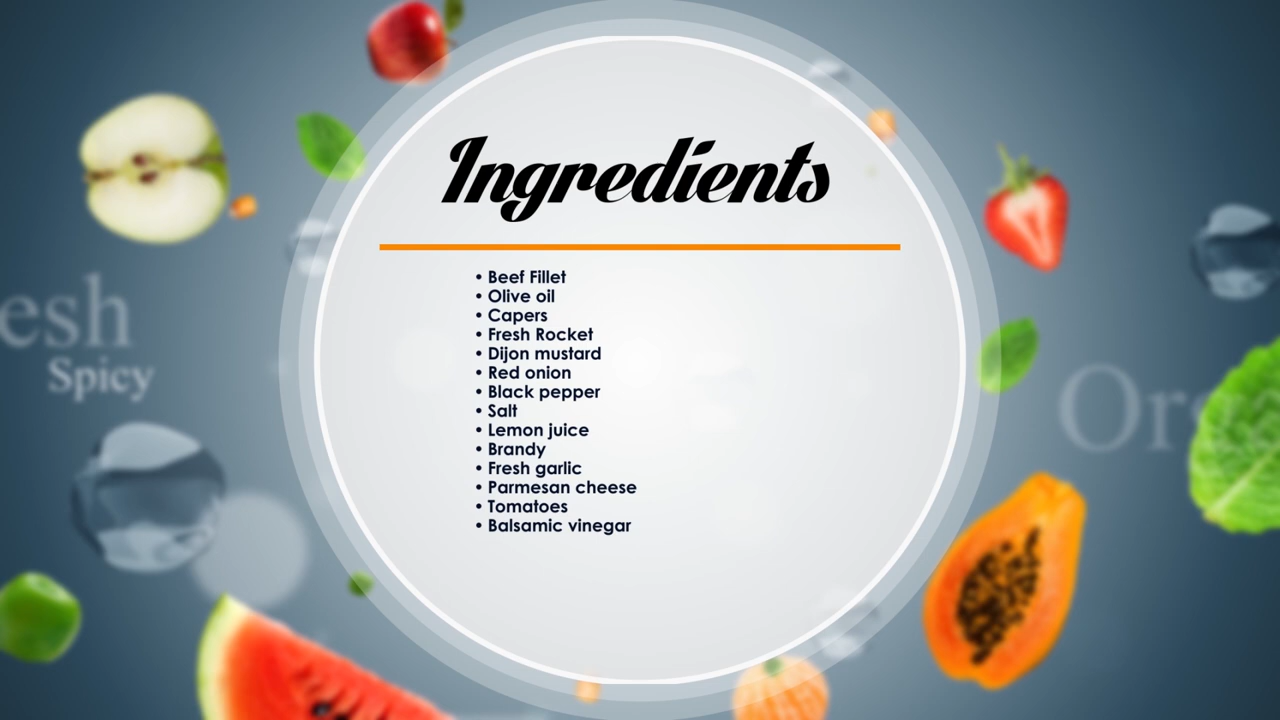 Ingredients
• Beef Fillet
• Olive oil
• Capers
• Fresh Rocket
• Dijon mustard
• Red onion
• Black pepper
• Salt
• Lemon juice
• Brandy
• Fresh garlic
• Parmesan cheese
• Tomatoes
• Balsamic vinegar
esh
Spicy